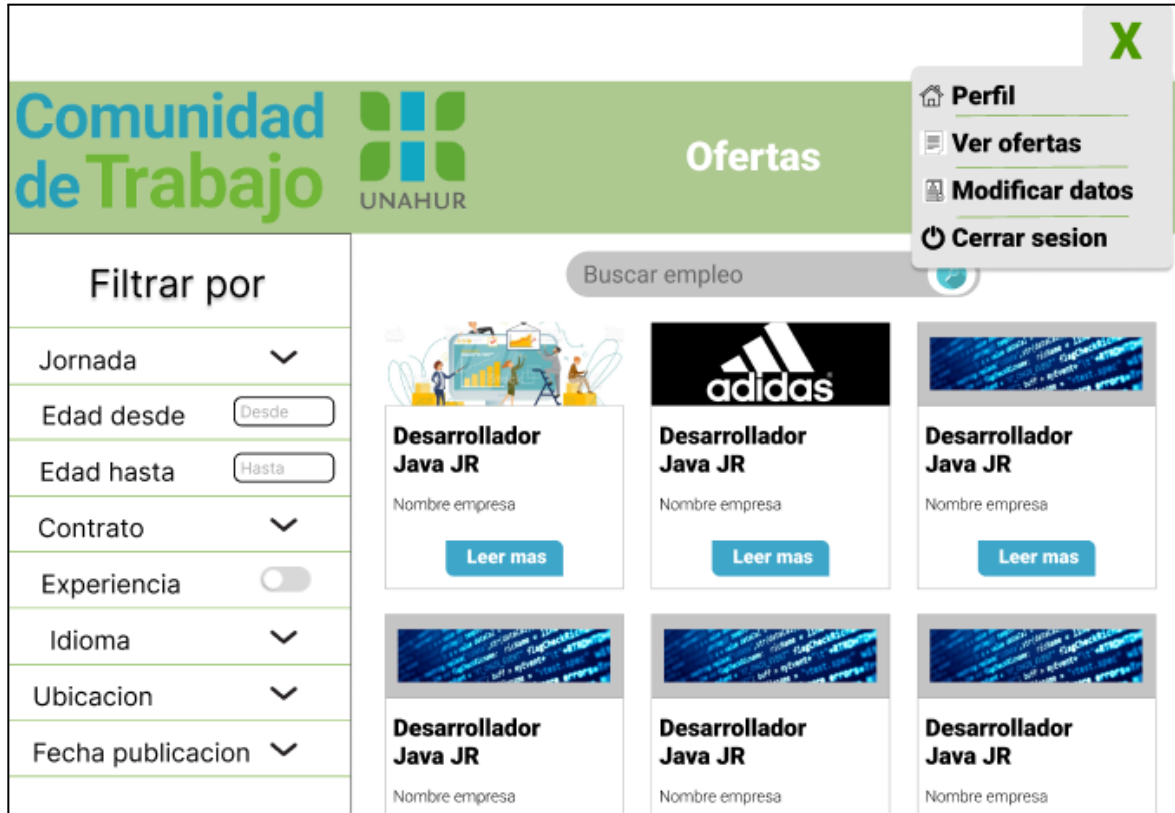 X
Perfil
Ver ofertas
Modificar datos
Cerrar sesion
Comunidad
de Trabajo
UNAHUR
Ofertas
Filtrar por
Jornada
Edad desde
Desde
Edad hasta
Hasta
Contrato
Experiencia
Idioma
Ubicacion
Fecha publicacion
Buscar empleo
Desarrollador
Java JR
Nombre empresa
Leer mas
adidas
Desarrollador
Java JR
Nombre empresa
Leer mas
Desarrollador
Java JR
Nombre empresa
Leer mas
Desarrollador
Java JR
Nombre empresa
Desarrollador
Java JR
Nombre empresa
Desarrollador
Java JR
Nombre empresa